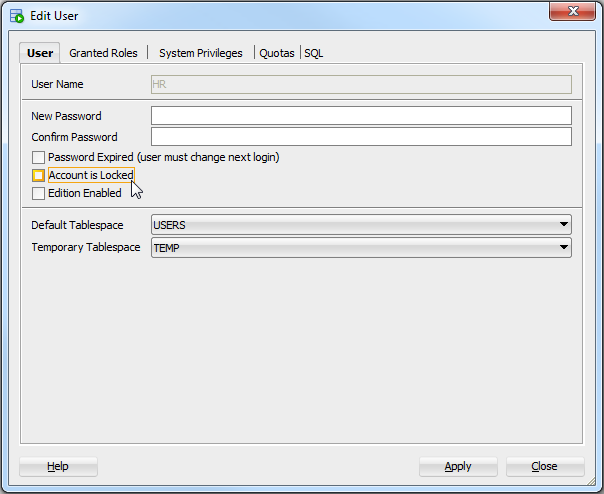 Edit User
User Granted Roles System Privileges Quotas SQL
User Name HR
New Password
Confirm Password
Password Expired (user must change next login)
Account is Locked
Edition Enabled
Default Tablespace USERS
Temporary Tablespace TEMP
Help Apply Close